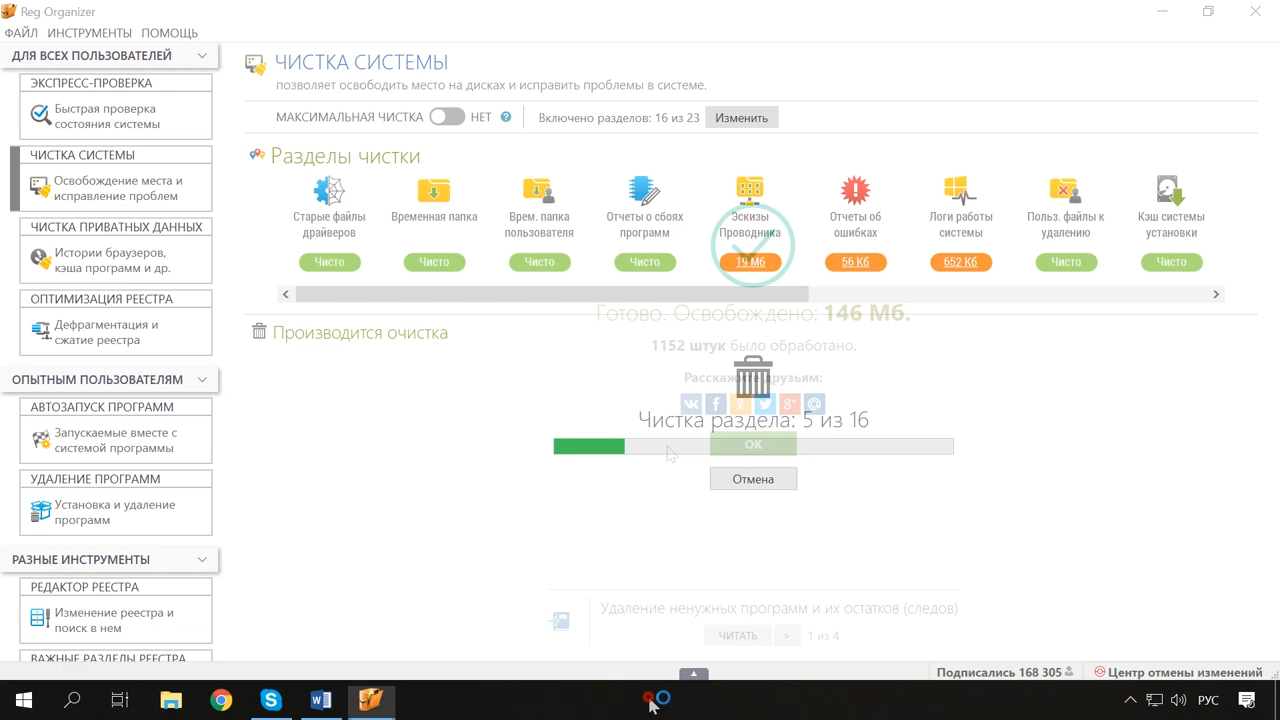 Reg Organizer
ФАЙЛ ИНСТРУМЕНТЫ ПОМОЩЬ
ДЛЯ ВСЕХ ПОЛЬЗОВАТЕЛЕЙ
ЭКСПРЕСС-ПРОВЕРКА
Быстрая проверка
состояния системы
ЧИСТКА СИСТЕМЫ
Освобождение места и
исправление проблем
ЧИСТКА ПРИВАТНЫХ ДАННЫХ
Истории браузеров,
кэша программ и др.
ОПТИМИЗАЦИЯ РЕЕСТРА
Дефрагментация и
сжатие реестра
ОПЫТНЫМ ПОЛЬЗОВАТЕЛЯМ
АВТОЗАПУСК ПРОГРАММ
Запускаемые вместе с
системой программы
УДАЛЕНИЕ ПРОГРАММ
Установка и удаление
программ
РАЗНЫЕ ИНСТРУМЕНТЫ
РЕДАКТОР РЕЕСТРА
Изменение реестра и
поиск в нем
ВАЖНЫЕ РАЗДЕЛЫ РЕЕСТРА
ЧИСТКА СИСТЕМЫ
позволяет освободить место на дисках и исправить проблемы в системе.
МАКСИМАЛЬНАЯ ЧИСТКА НЕТ ? Включено разделов: 16 из 23 Изменить
Разделы чистки
Старые файлы
драйверов
Чисто
Временная папка
Чисто
Врем. папка
пользователя
Чисто
Отчеты о сбоях
программ
Чисто
Эскизы
Проводника
19 Мб
Отчеты об
ошибках
56 Кб
Логи работы
системы
652 Кб
Польз. файлы к
удалению
Чисто
Кэш системы
установки
Чисто
Производится очистка
Готово. Освобождено: 146 Мб.
1152 штук было обработано.
Расскажите друзьям:
Чистка раздела: 5 из 16
OK
Отмена
Удаление ненужных программ и их остатков (следов)
ЧИТАТЬ > 1 из 4
Подписались 168 305 Центр отмены изменений
РУС